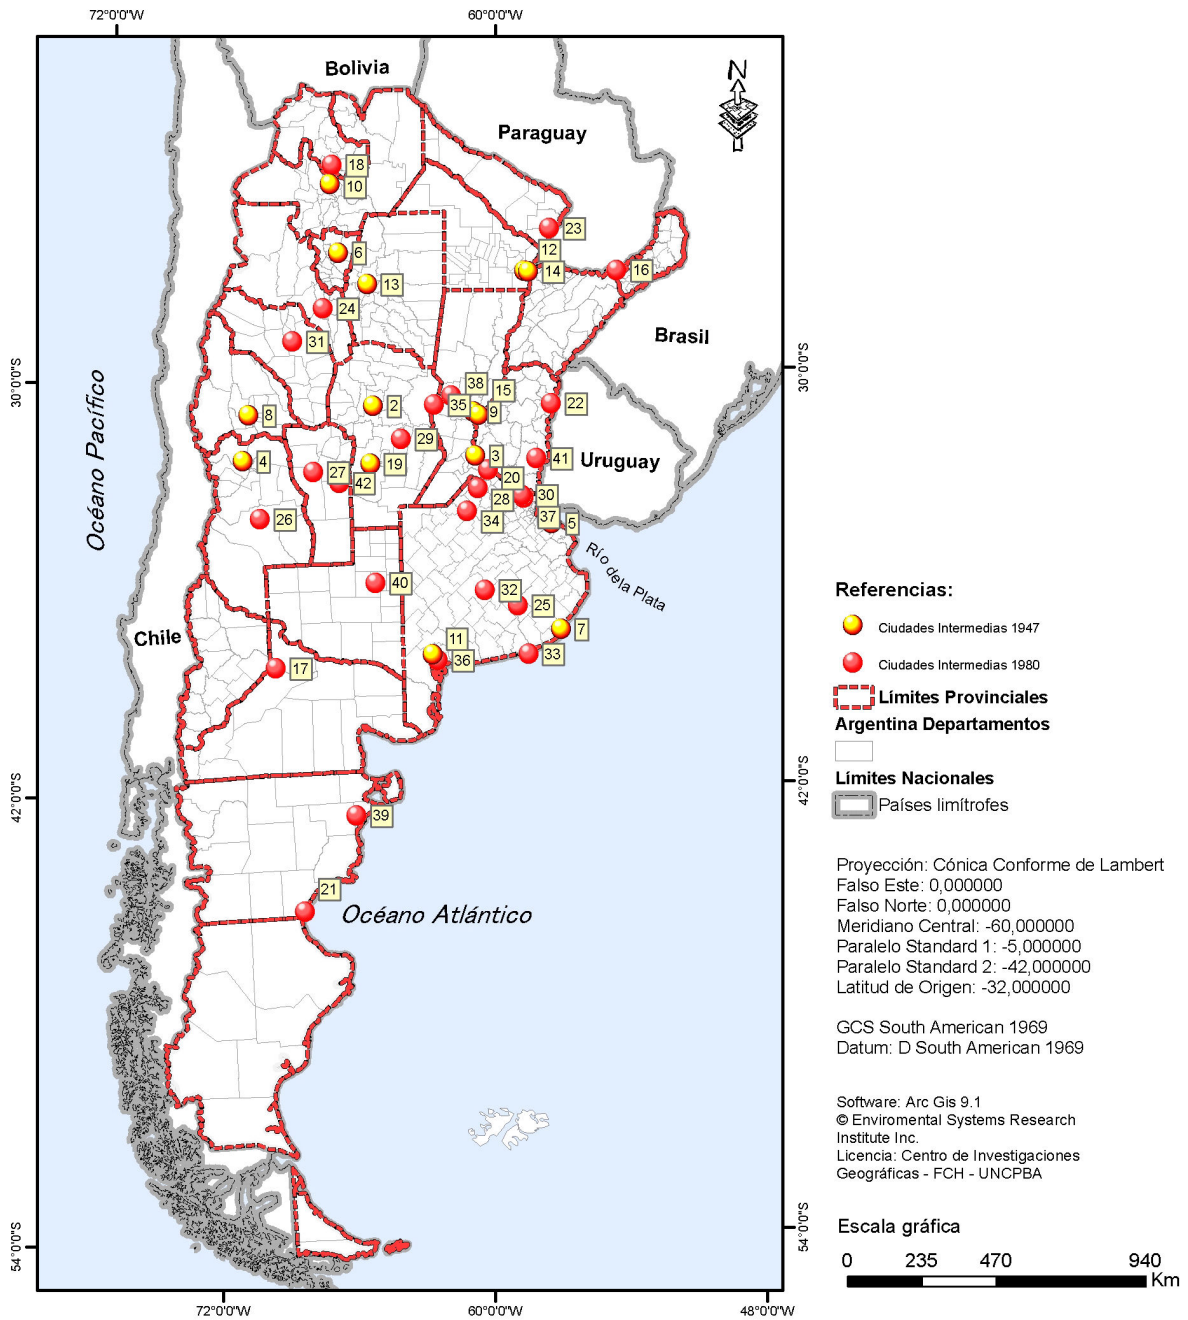 72°0'0"W
60°0'0"W
Bolivia
N
Paraguay
18
10
23
6
12
14
16
13
24
Brasil
31
30°0'0"S
30°0'0"S
38
15
2
35
9
22
8
29
Océano Pacífico
3
41
Uruguay
4
27
19
42
20
30
28
26
34
37
5
Río dela Plata
40
32
25
Referencias:
7
Ciudades Intermedias 1947
11
Chile
36
33
17
Ciudades Intermedias 1980
Límites Provinciales
Argentina Departamentos
Límites Nacionales
Países limítrofes
42°0'0"S
42°0'0"S
39
21
Océano Atlántico
Proyección: Cónica Conforme de Lambert
Falso Este: 0,000000
Falso Norte: 0,000000
Meridiano Central: -60,000000
Paralelo Standard 1: -5,000000
Paralelo Standard 2: -42,000000
Latitud de Origen: -32,000000
GCS South American 1969
Datum: D South American 1969
Software: Arc Gis 9.1
© Enviromental Systems Research
Institute Inc.
Licencia: Centro de Investigaciones
Geográficas - FCH - UNCPBA
54°0'0"S
54°0'0"S
Escala gráfica
0 235 470 940
Km
72°0'0"W
60°0'0"W
48°0'0"W